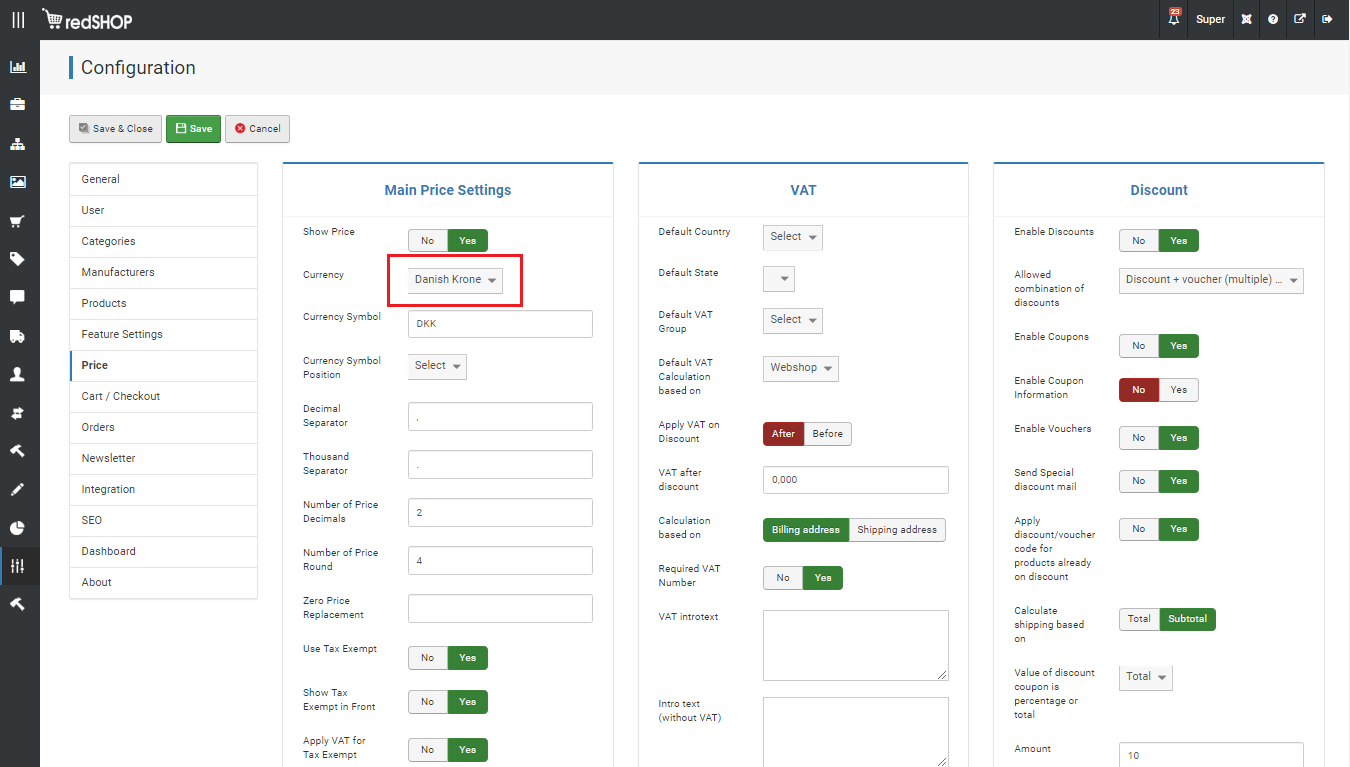 redSHOP
23
Super
Configuration
Save & Close
Save
Cancel
General
User
Categories
Manufacturers
Products
Feature Settings
Price
Cart / Checkout
Orders
Newsletter
Integration
SEO
Dashboard
About
Main Price Settings
Show Price
No Yes
Currency
Danish Krone
Currency Symbol
DKK
Currency Symbol
Position
Select
Decimal
Separator
Thousand
Separator
.
Number of Price
Decimals
2
Number of Price
Round
4
Zero Price
Replacement
Use Tax Exempt
No Yes
Show Tax
Exempt in Front
No Yes
Apply VAT for
Tax Exempt
No Yes
VAT
Default Country
Select
Default State
Default VAT
Group
Select
Default VAT
Calculation
based on
Webshop
Apply VAT on
Discount
After Before
VAT after
discount
0,000
Calculation
based on
Billing address Shipping address
Required VAT
Number
No Yes
VAT introtext
Intro text
(without VAT)
Discount
Enable Discounts
No Yes
Allowed
combination of
discounts
Discount + voucher (multiple) ...
Enable Coupons
No Yes
Enable Coupon
Information
No Yes
Enable Vouchers
No Yes
Send Special
discount mail
No Yes
Apply
discount/voucher
code for
products already
on discount
No Yes
Calculate
shipping based
on
Total Subtotal
Value of discount
coupon is
percentage or
total
Total
Amount
10